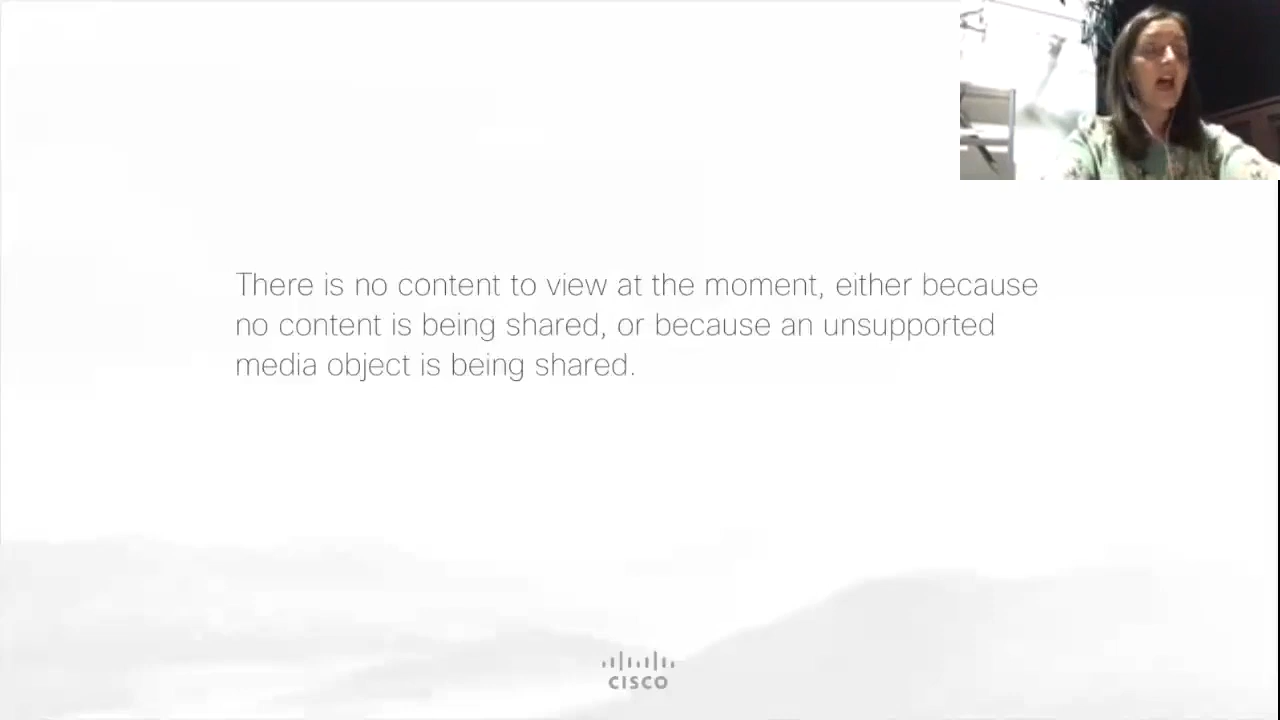 There is no content to view at the moment, either because
no content is being shared, or because an unsupported
media object is being shared.
CISCO